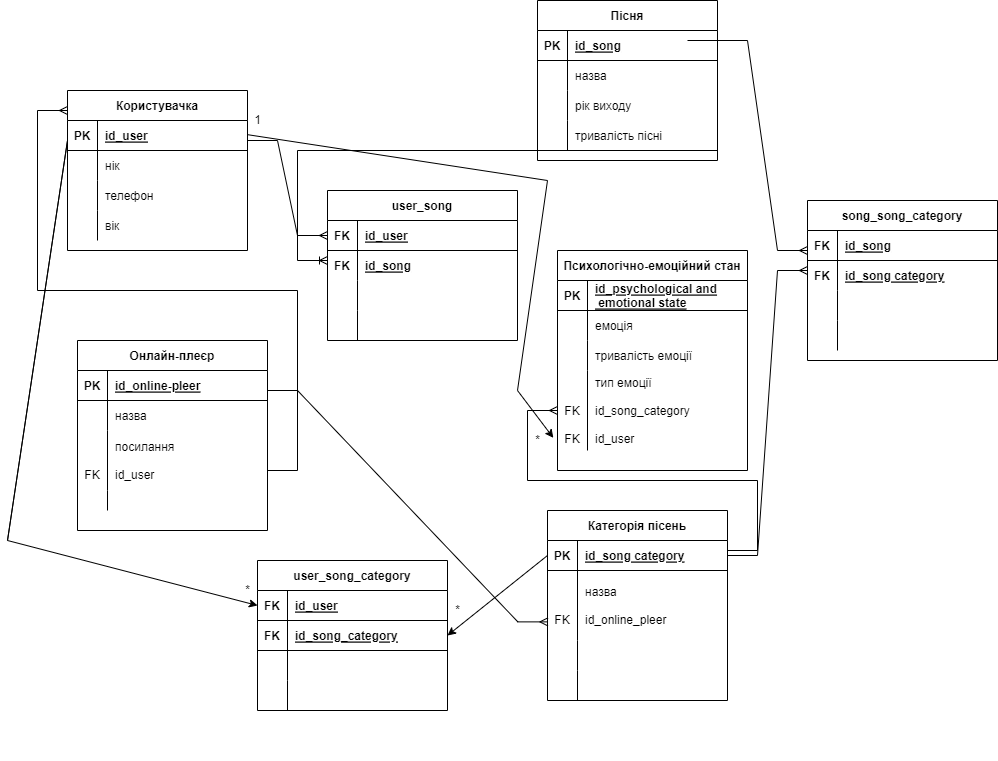 Пісня
PK id_song
назва
рік виходу
тривалість пісні
Користувачка
1
PK id_user
нік
телефон
вік
user_song
FK id_user
FK id_song
song_song_category
FK id_song
FK id_song category
Психологічно-емоційний стан
PK id_psychological and
emotional state
емоція
тривалість емоції
тип емоції
FK id_song_category
* FK id_user
Онлайн-плеєр
PK id_online-pleer
назва
посилання
FK id_user
Категорія пісень
PK id_song category
назва
FK id_online_pleer
user_song_category
*
FK id_user
*
FK id_song_category